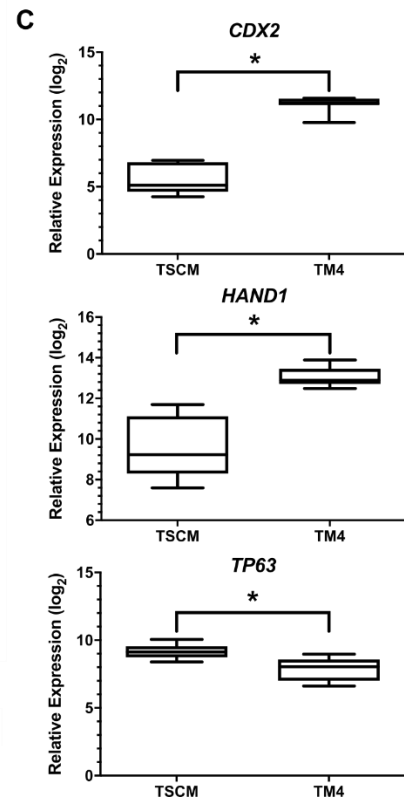 C
CDX2
Relative Expression (log₂)
15
10
5
0
*
TSCM TM4
HAND1
Relative Expression (log₂)
16
14
12
10
8
6
*
TSCM TM4
TP63
Relative Expression (log₂)
15
10
5
0
*
TSCM TM4